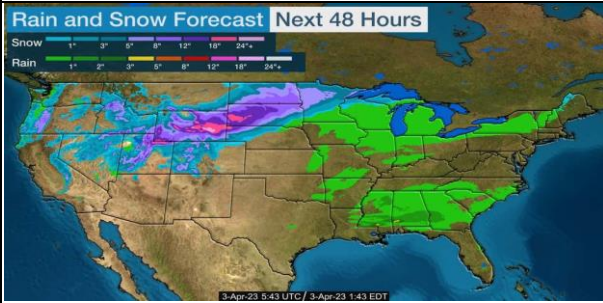 Rain and Snow Forecast Next 48 Hours
Snow 1" 3" 5" 8" 12" 18" 24"+
Rain 1" 2" 3" 5" 8" 12" 18" 24"+
3-Apr-23 5:43 UTC / 3-Apr-23 1:43 EDT